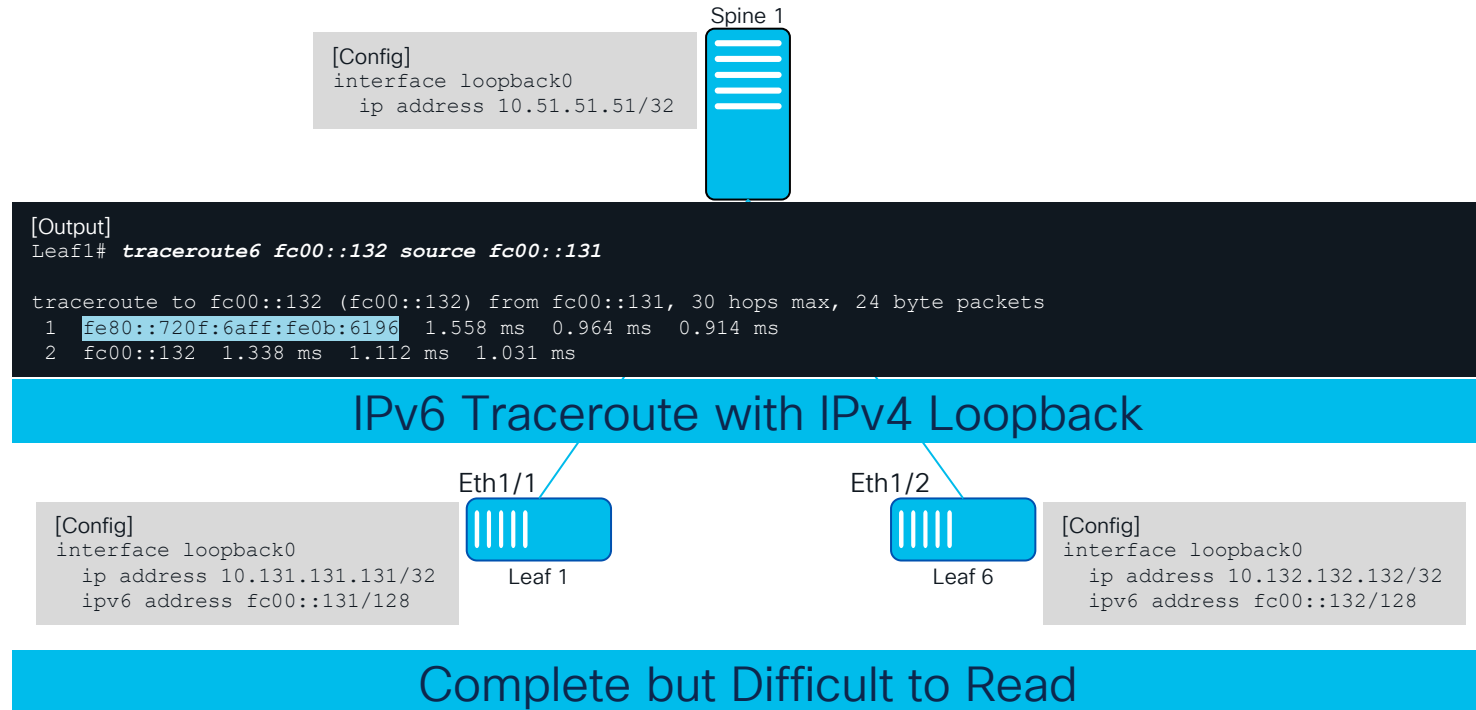 Spine 1
[Config]
interface loopback0
  ip address 10.51.51.51/32
[Output]
Leaf1# traceroute6 fc00::132 source fc00::131
traceroute to fc00::132 (fc00::132) from fc00::131, 30 hops max, 24 byte packets
 1  fe80::720f:6aff:fe0b:6196  1.558 ms  0.964 ms  0.914 ms
 2  fc00::132  1.338 ms  1.112 ms  1.031 ms
IPv6 Traceroute with IPv4 Loopback
Eth1/1
Eth1/2
[Config]
interface loopback0
  ip address 10.131.131.131/32
  ipv6 address fc00::131/128
Leaf 1
Leaf 6
[Config]
interface loopback0
  ip address 10.132.132.132/32
  ipv6 address fc00::132/128
Complete but Difficult to Read